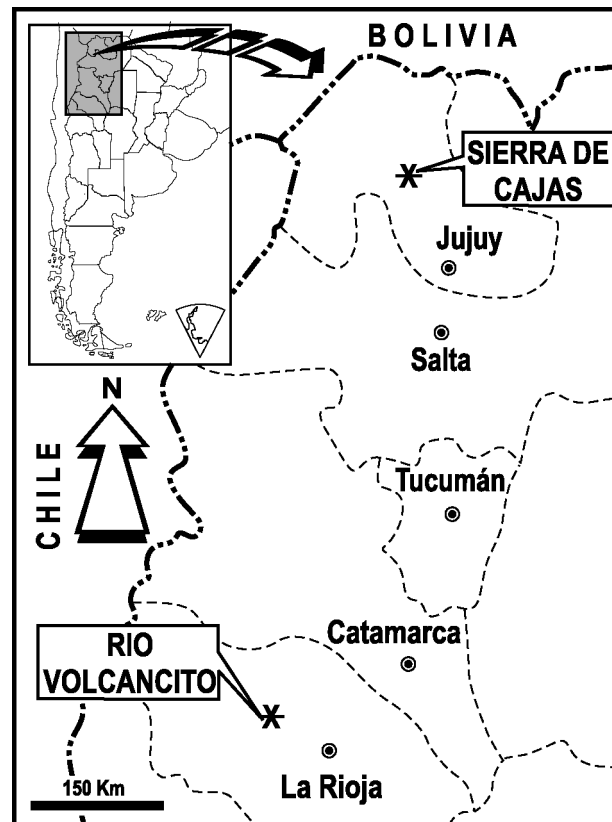 BOLIVIA
SIERRA DE
CAJAS
Jujuy
Salta
N
CHILE
Tucumán
Catamarca
RIO
VOLCANCITO
La Rioja
150 Km